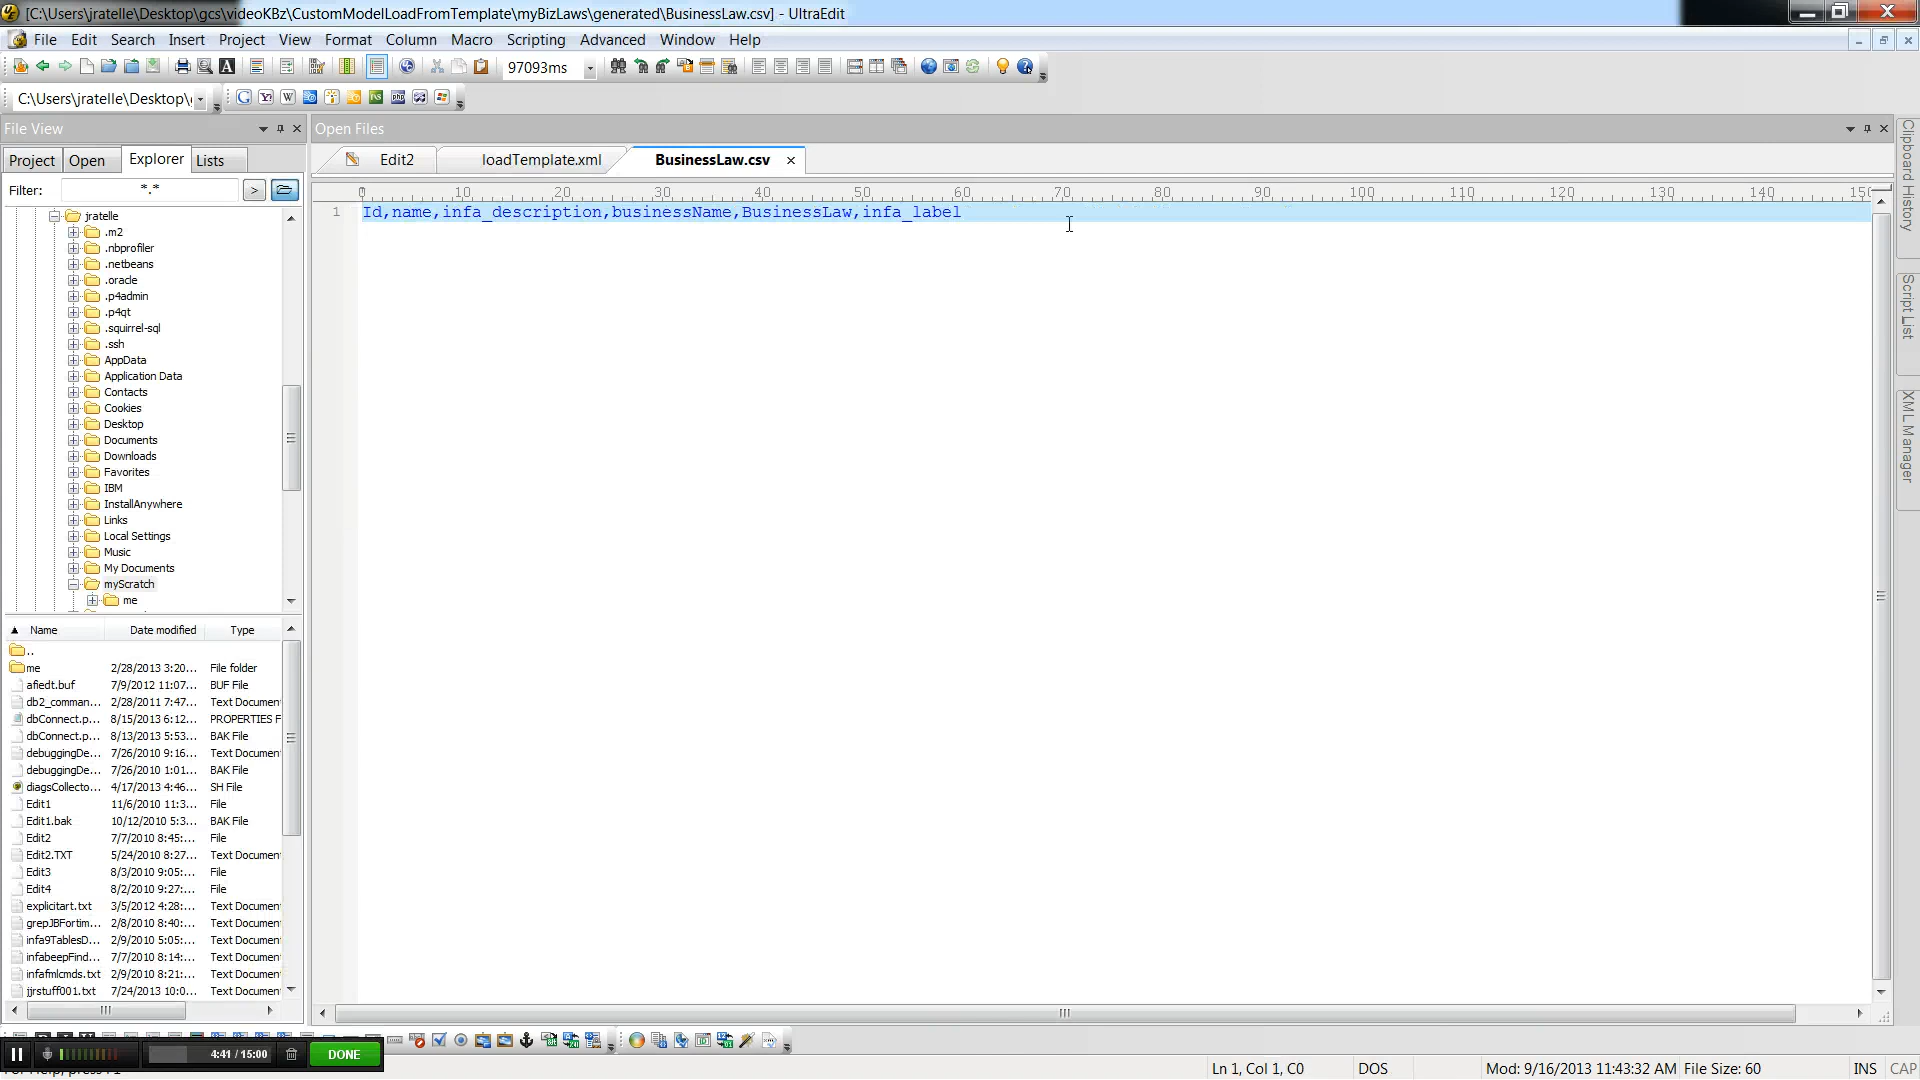 [C:\Users\jratelle\Desktop\gcs\videoKBz\CustomModelLoadFromTemplate\myBizLaws\generated\BusinessLaw.csv] - UltraEdit
File Edit Search Insert Project View Format Column Macro Scripting Advanced Window Help
97093ms
C:\Users\jratelle\Desktop\
File View
Open Files
Project Open Explorer Lists
Edit2 loadTemplate.xml BusinessLaw.csv
Filter: *.* >
0 10 20 30 40 50 60 70 80 90 100 110 120 130 140 150
1 Id,name,infa_description,businessName,BusinessLaw,infa_label
jratelle
.m2
.nbprofiler
.netbeans
.oracle
.p4admin
.p4qt
.squirrel-sql
.ssh
AppData
Application Data
Contacts
Cookies
Desktop
Documents
Downloads
Favorites
IBM
InstallAnywhere
Links
Local Settings
Music
My Documents
myScratch
me
Name Date modified Type
..
me 2/28/2013 3:20... File folder
afiedt.buf 7/9/2012 11:07... BUF File
db2_comman... 2/28/2011 7:47... Text Documen
dbConnect.p... 8/15/2013 6:12... PROPERTIES F
dbConnect.p... 8/13/2013 5:53... BAK File
debuggingDe... 7/26/2010 9:16... Text Documen
debuggingDe... 7/26/2010 1:01... BAK File
diagsCollecto... 4/17/2013 4:46... SH File
Edit1 11/6/2010 11:3... File
Edit1.bak 10/12/2010 5:3... BAK File
Edit2 7/7/2010 8:45:... File
Edit2.TXT 5/24/2010 8:27... Text Documen
Edit3 8/3/2010 9:05:... File
Edit4 8/2/2010 9:27:... File
explicitart.txt 3/5/2012 4:28:... Text Documen
grepJBFortim... 2/8/2010 8:40:... Text Documen
infa9TablesD... 2/9/2010 5:05:... Text Documen
infabeepFind... 7/7/2010 8:14:... Text Documen
infafmlcmds.txt 2/9/2010 8:21:... Text Documen
jjrstuff001.txt 7/24/2013 10:0... Text Documen
Clipboard History
Script List
XML Manager
4:41 / 15:00 DONE
Ln 1, Col 1, C0 DOS Mod: 9/16/2013 11:43:32 AM File Size: 60 INS CAP